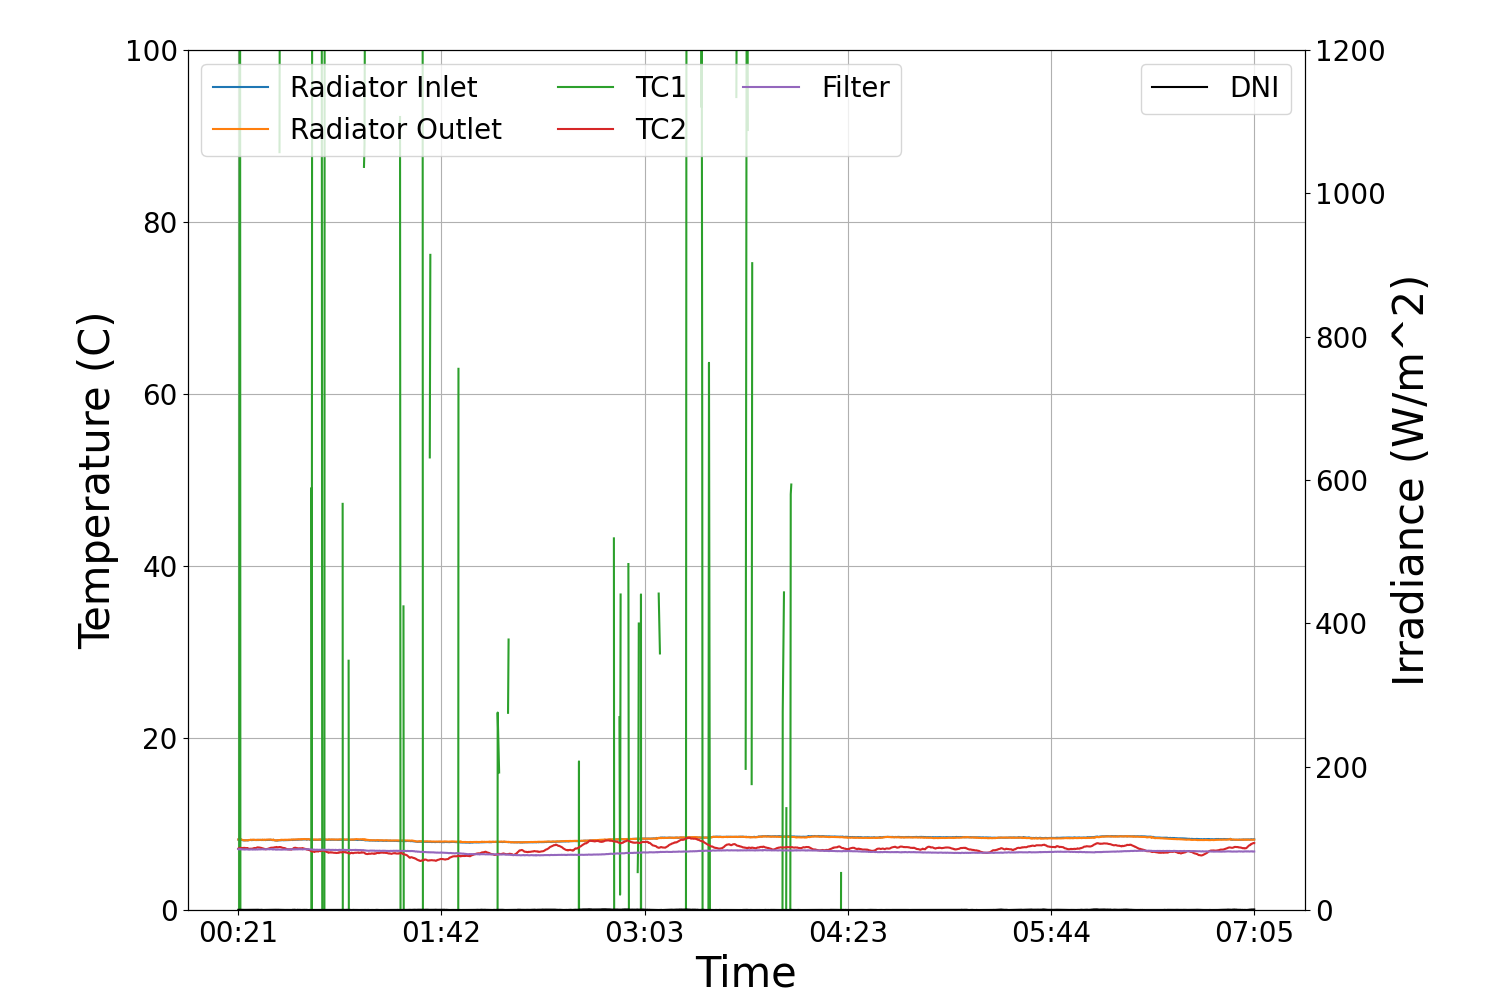 Radiator Inlet
Radiator Outlet
TC1
TC2
Filter
DNI
Temperature (C)
100
80
60
40
20
0
1200
1000
800
600
400
200
0
Irradiance (W/m^2)
00:21 01:42 03:03 04:23 05:44 07:05
Time